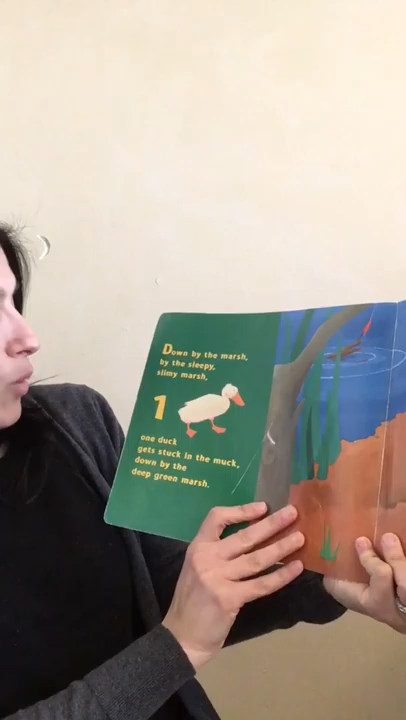 Down by the marsh,
by the sleepy,
slimy marsh,
1
one duck
gets stuck in the muck,
down by the
deep green marsh.